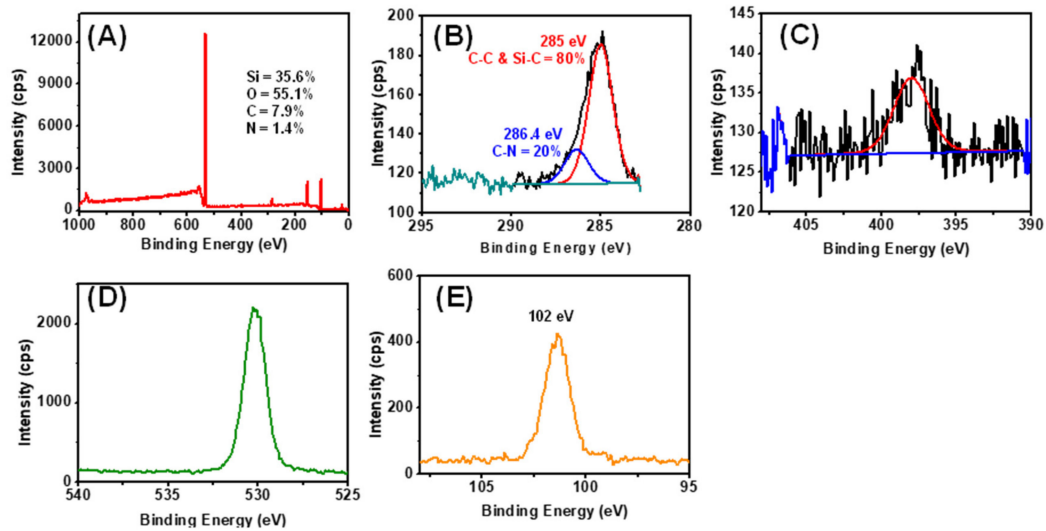 (A)
Si = 35.6%
O = 55.1%
C = 7.9%
N = 1.4%
12000
9000
6000
3000
0
Intensity (cps)
1000 800 600 400 200 0
Binding Energy (eV)
(B)
285 eV
C-C & Si-C = 80%
286.4 eV
C-N = 20%
200
180
160
140
120
100
Intensity (cps)
295 290 285 280
Binding Energy (eV)
(C)
145
140
135
130
125
120
Intensity (cps)
405 400 395 390
Binding Energy (eV)
(D)
2000
1000
0
Intensity (cps)
540 535 530 525
Binding Energy (eV)
(E)
102 eV
600
400
200
0
Intensity (cps)
105 100 95
Binding Energy (eV)